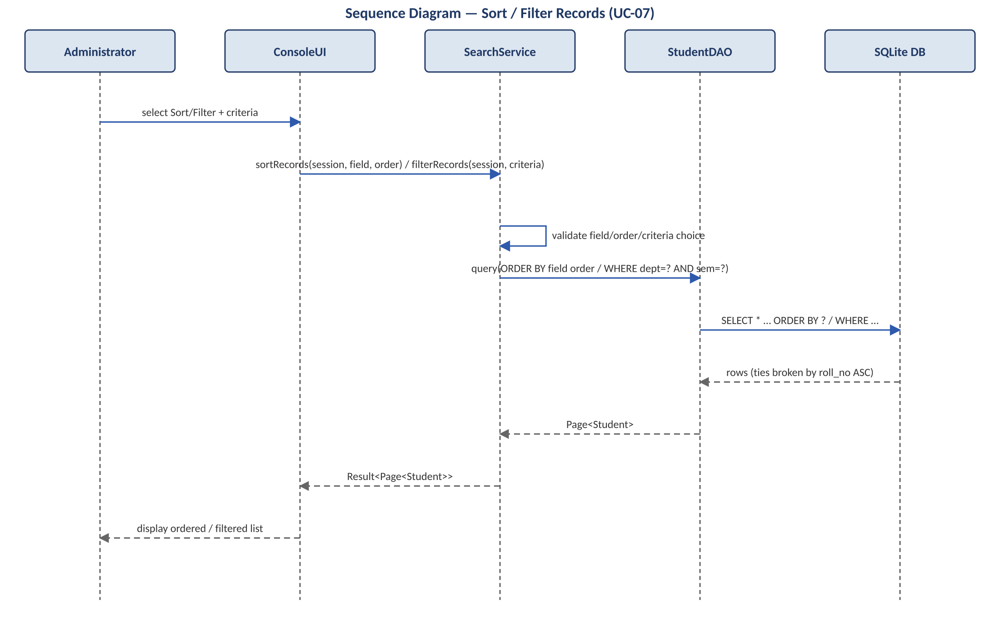 Sequence Diagram — Sort / Filter Records (UC-07)
Administrator
ConsoleUI
SearchService
StudentDAO
SQLite DB
select Sort/Filter + criteria
sortRecords(session, field, order) / filterRecords(session, criteria)
validate field/order/criteria choice
query(ORDER BY field order / WHERE dept=? AND sem=?)
SELECT * ... ORDER BY ? / WHERE ...
rows (ties broken by roll_no ASC)
Page<Student>
Result<Page<Student>>
display ordered / filtered list